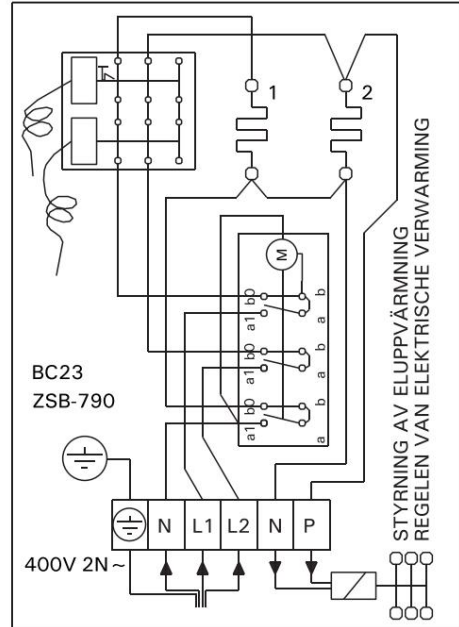 1
2
M
b0
b
a1
a
b0
b
a1
a
b0
b
a1
a
BC23
ZSB-790
N L1 L2 N P
400V 2N~
STYRNING AV ELUPPVÄRMNING
REGELEN VAN ELEKTRISCHE VERWARMING